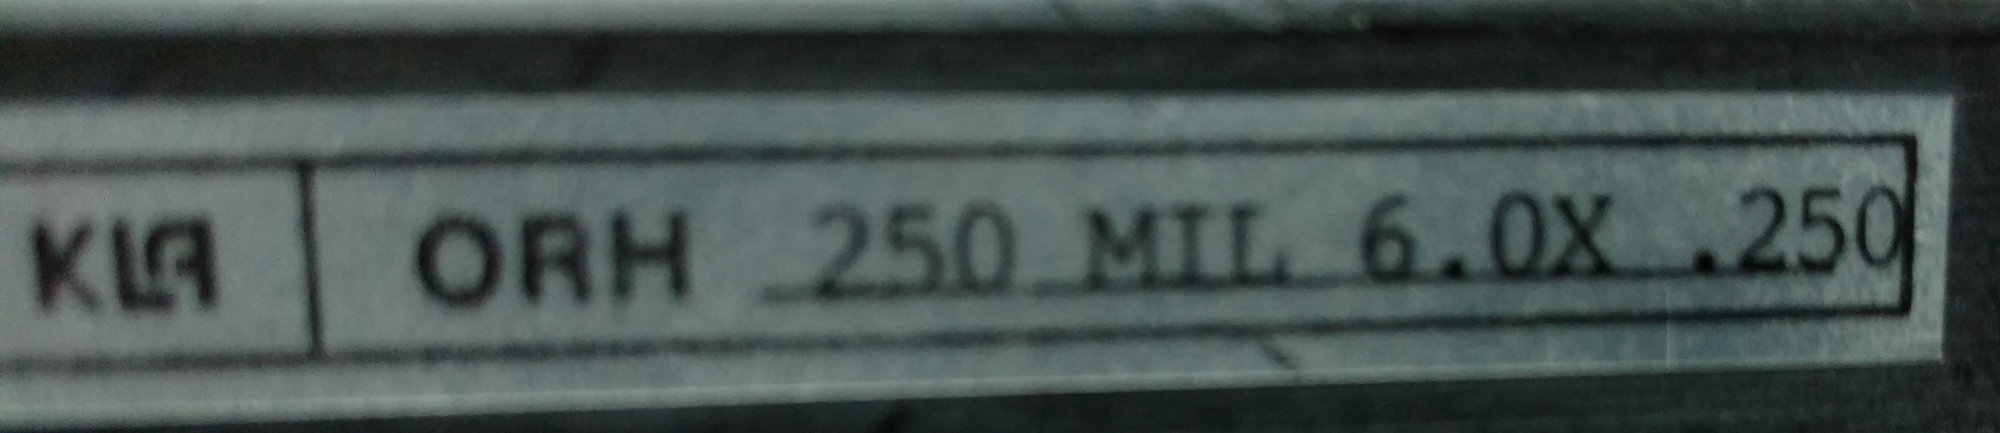 KLA ORH 250 MIL 6.0X .250